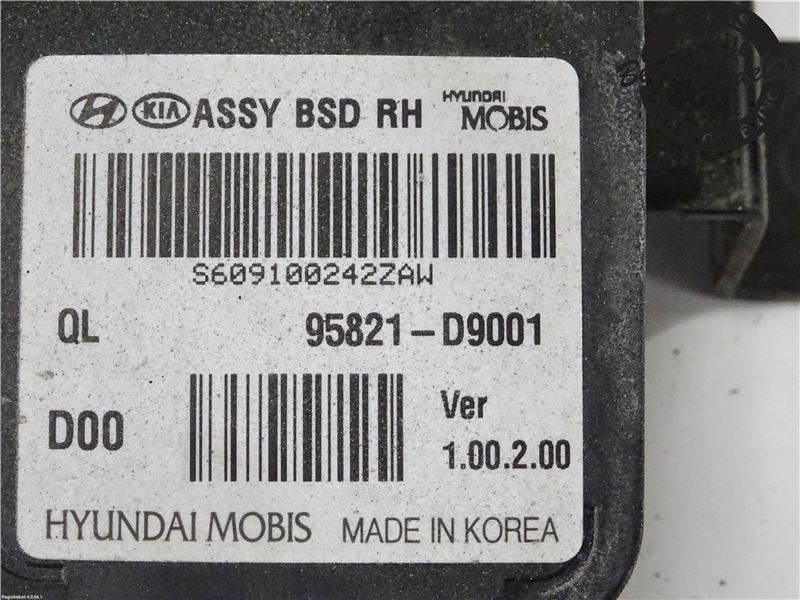 KIA ASSY BSD RH HYUNDAI MOBIS
S609100242ZAW
QL 95821-D9001
D00 Ver
1.00.2.00
HYUNDAI MOBIS MADE IN KOREA